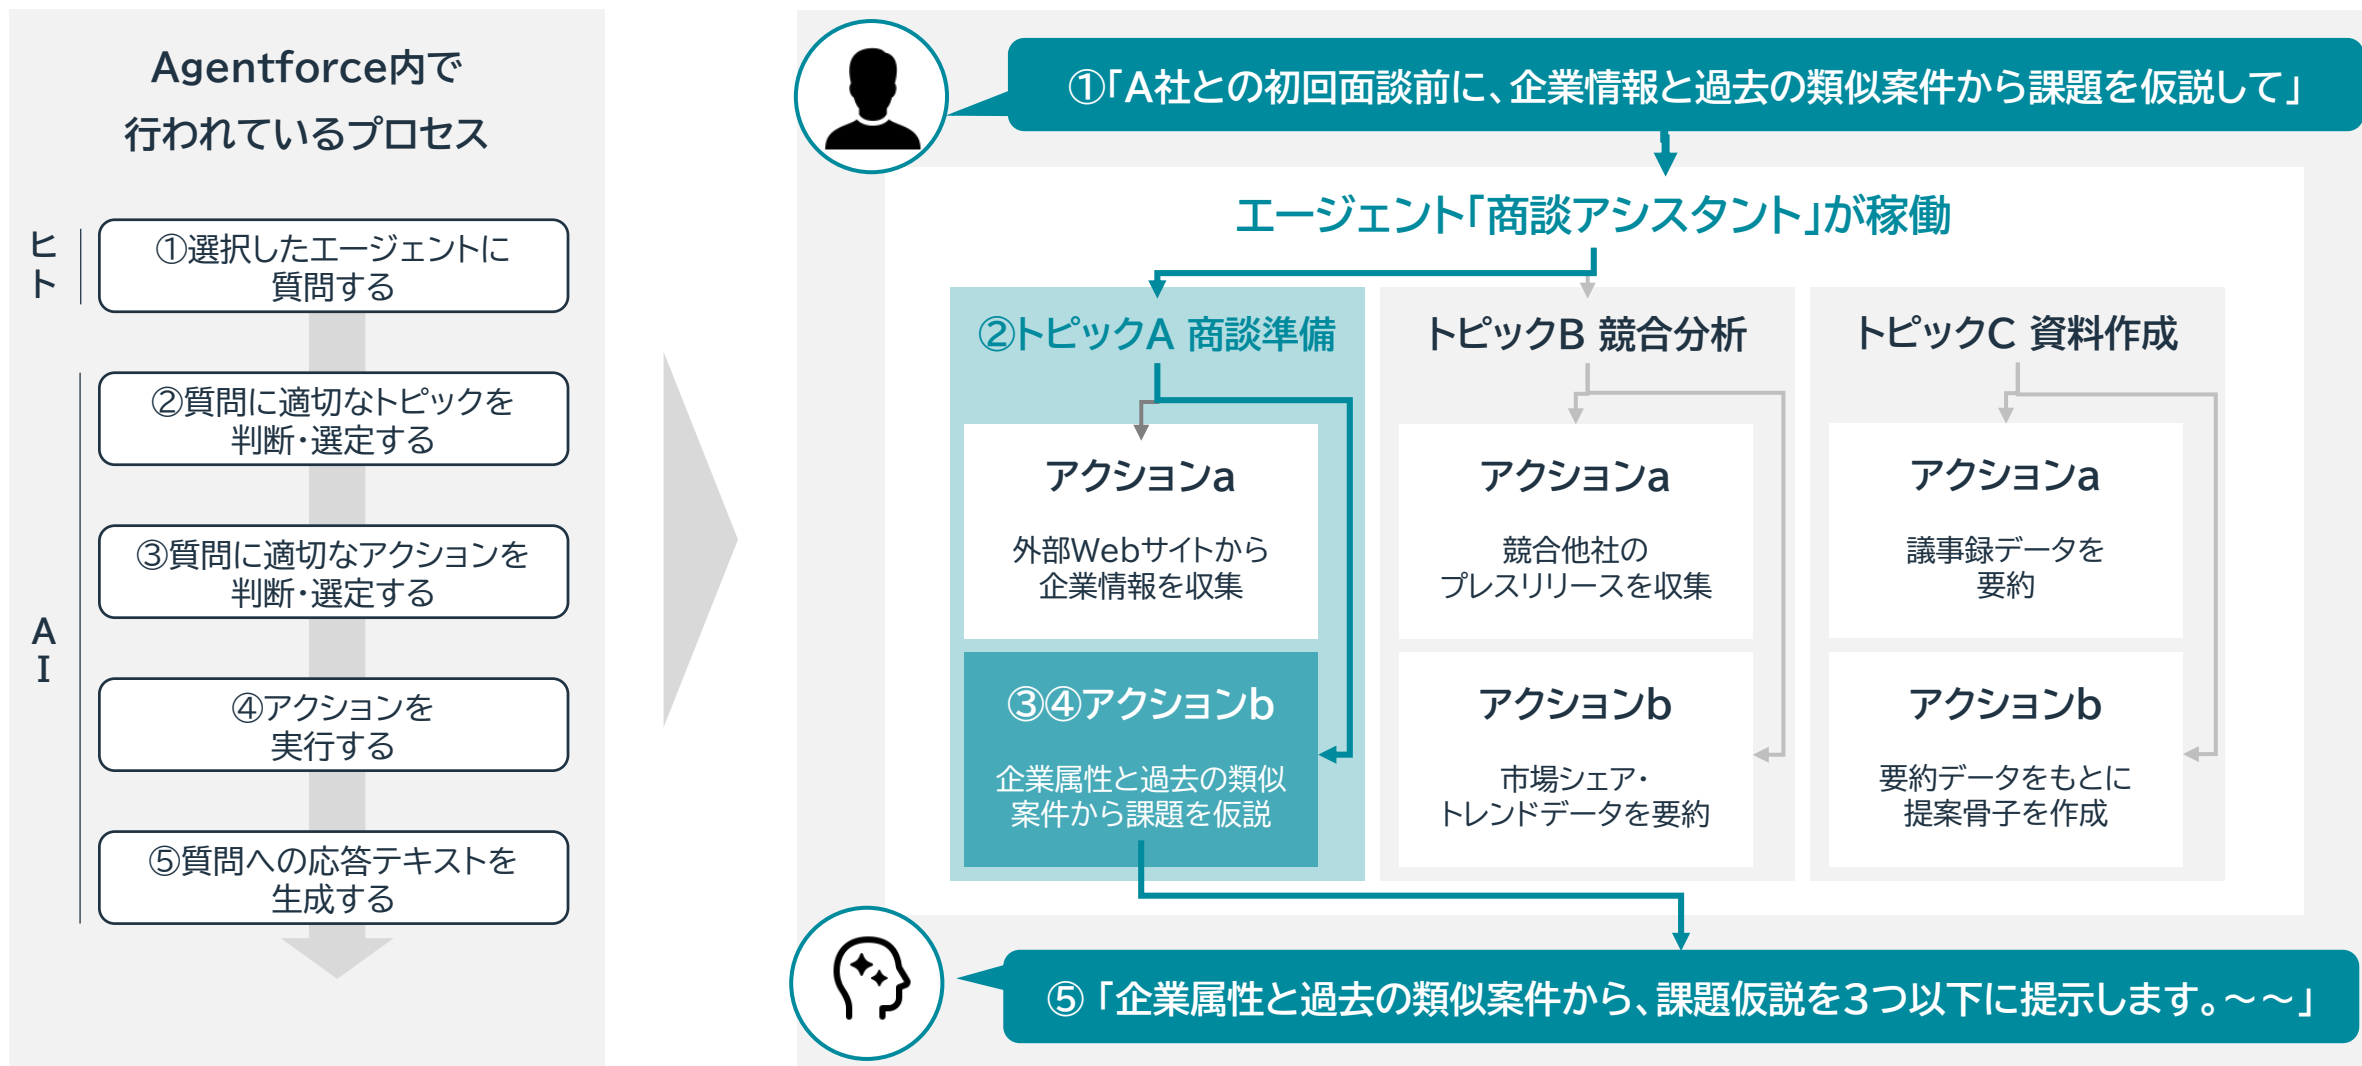 Agentforce内で
行われているプロセス
ヒト
①選択したエージェントに
質問する
AI
②質問に適切なトピックを
判断・選定する
③質問に適切なアクションを
判断・選定する
④アクションを
実行する
⑤質問への応答テキストを
生成する
①「A社との初回面談前に、企業情報と過去の類似案件から課題を仮説して」
エージェント「商談アシスタント」が稼働
②トピックA 商談準備
アクションa
外部Webサイトから
企業情報を収集
③④アクションb
企業属性と過去の類似
案件から課題を仮説
トピックB 競合分析
アクションa
競合他社の
プレスリリースを収集
アクションb
市場シェア・
トレンドデータを要約
トピックC 資料作成
アクションa
議事録データを
要約
アクションb
要約データをもとに
提案骨子を作成
⑤ 「企業属性と過去の類似案件から、課題仮説を3つ以下に提示します。～～」